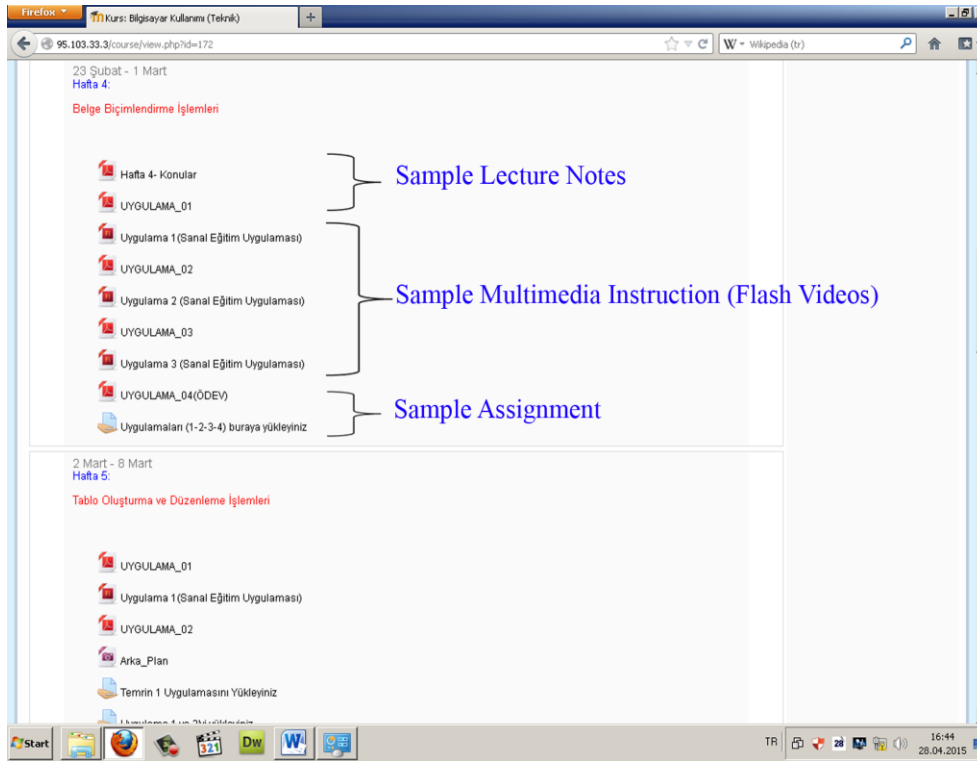 Firefox
Kurs: Bilgisayar Kullanımı (Teknik)
95.103.33.3/course/view.php?id=172
W Wikipedia (tr)
23 Şubat - 1 Mart
Hafta 4:
Belge Biçimlendirme İşlemleri
Hafta 4- Konular
Sample Lecture Notes
UYGULAMA_01
Uygulama 1(Sanal Eğitim Uygulaması)
UYGULAMA_02
Uygulama 2 (Sanal Eğitim Uygulaması)
Sample Multimedia Instruction (Flash Videos)
UYGULAMA_03
Uygulama 3 (Sanal Eğitim Uygulaması)
UYGULAMA_04(ÖDEV)
Sample Assignment
Uygulamaları (1-2-3-4) buraya yükleyiniz
2 Mart - 8 Mart
Hafta 5:
Tablo Oluşturma ve Düzenleme İşlemleri
UYGULAMA_01
Uygulama 1(Sanal Eğitim Uygulaması)
UYGULAMA_02
Arka_Plan
Temrin 1 Uygulamasını Yükleyiniz
Start
321
Dw
W
TR
28
16:44
28.04.2015